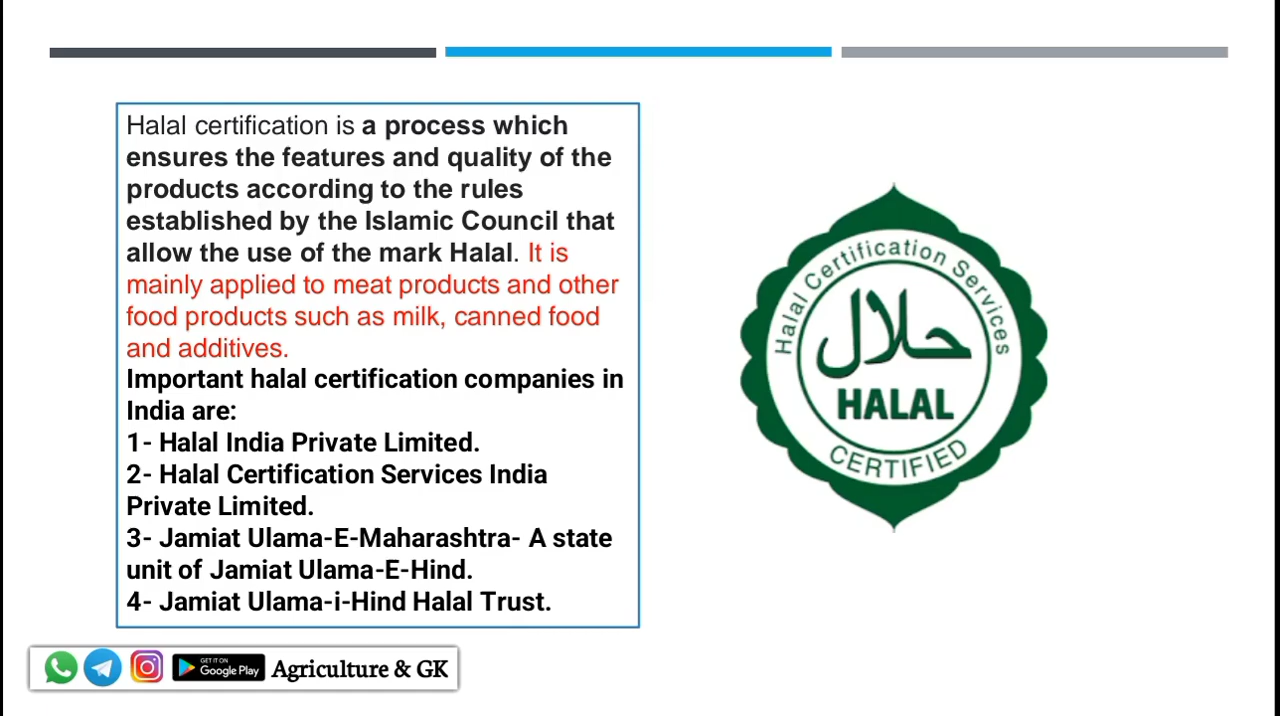 Halal certification is a process which
ensures the features and quality of the
products according to the rules
established by the Islamic Council that
allow the use of the mark Halal. It is
mainly applied to meat products and other
food products such as milk, canned food
and additives.
Important halal certification companies in
India are:
1- Halal India Private Limited.
2- Halal Certification Services India
Private Limited.
3- Jamiat Ulama-E-Maharashtra- A state
unit of Jamiat Ulama-E-Hind.
4- Jamiat Ulama-i-Hind Halal Trust.
Halal Certification Services
حلال
HALAL
CERTIFIED
GET IT ON
Google Play
Agriculture & GK